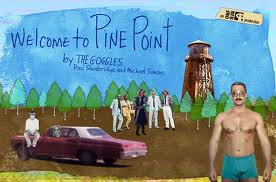 Welcome to PINE POINT
by THE GOGGLES
Paul Shoebridge and Michael Simons